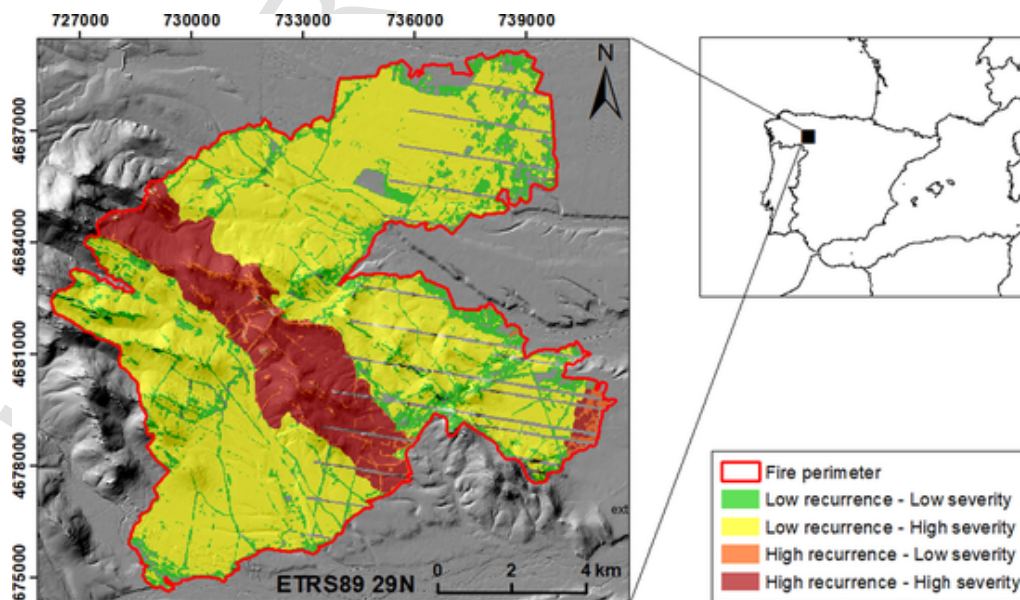 727000 730000 733000 736000 739000
N
4687000
4684000
4681000
4678000
4675000
ext
ETRS89 29N
0 2 4 km
Fire perimeter
Low recurrence - Low severity
Low recurrence - High severity
High recurrence - Low severity
High recurrence - High severity